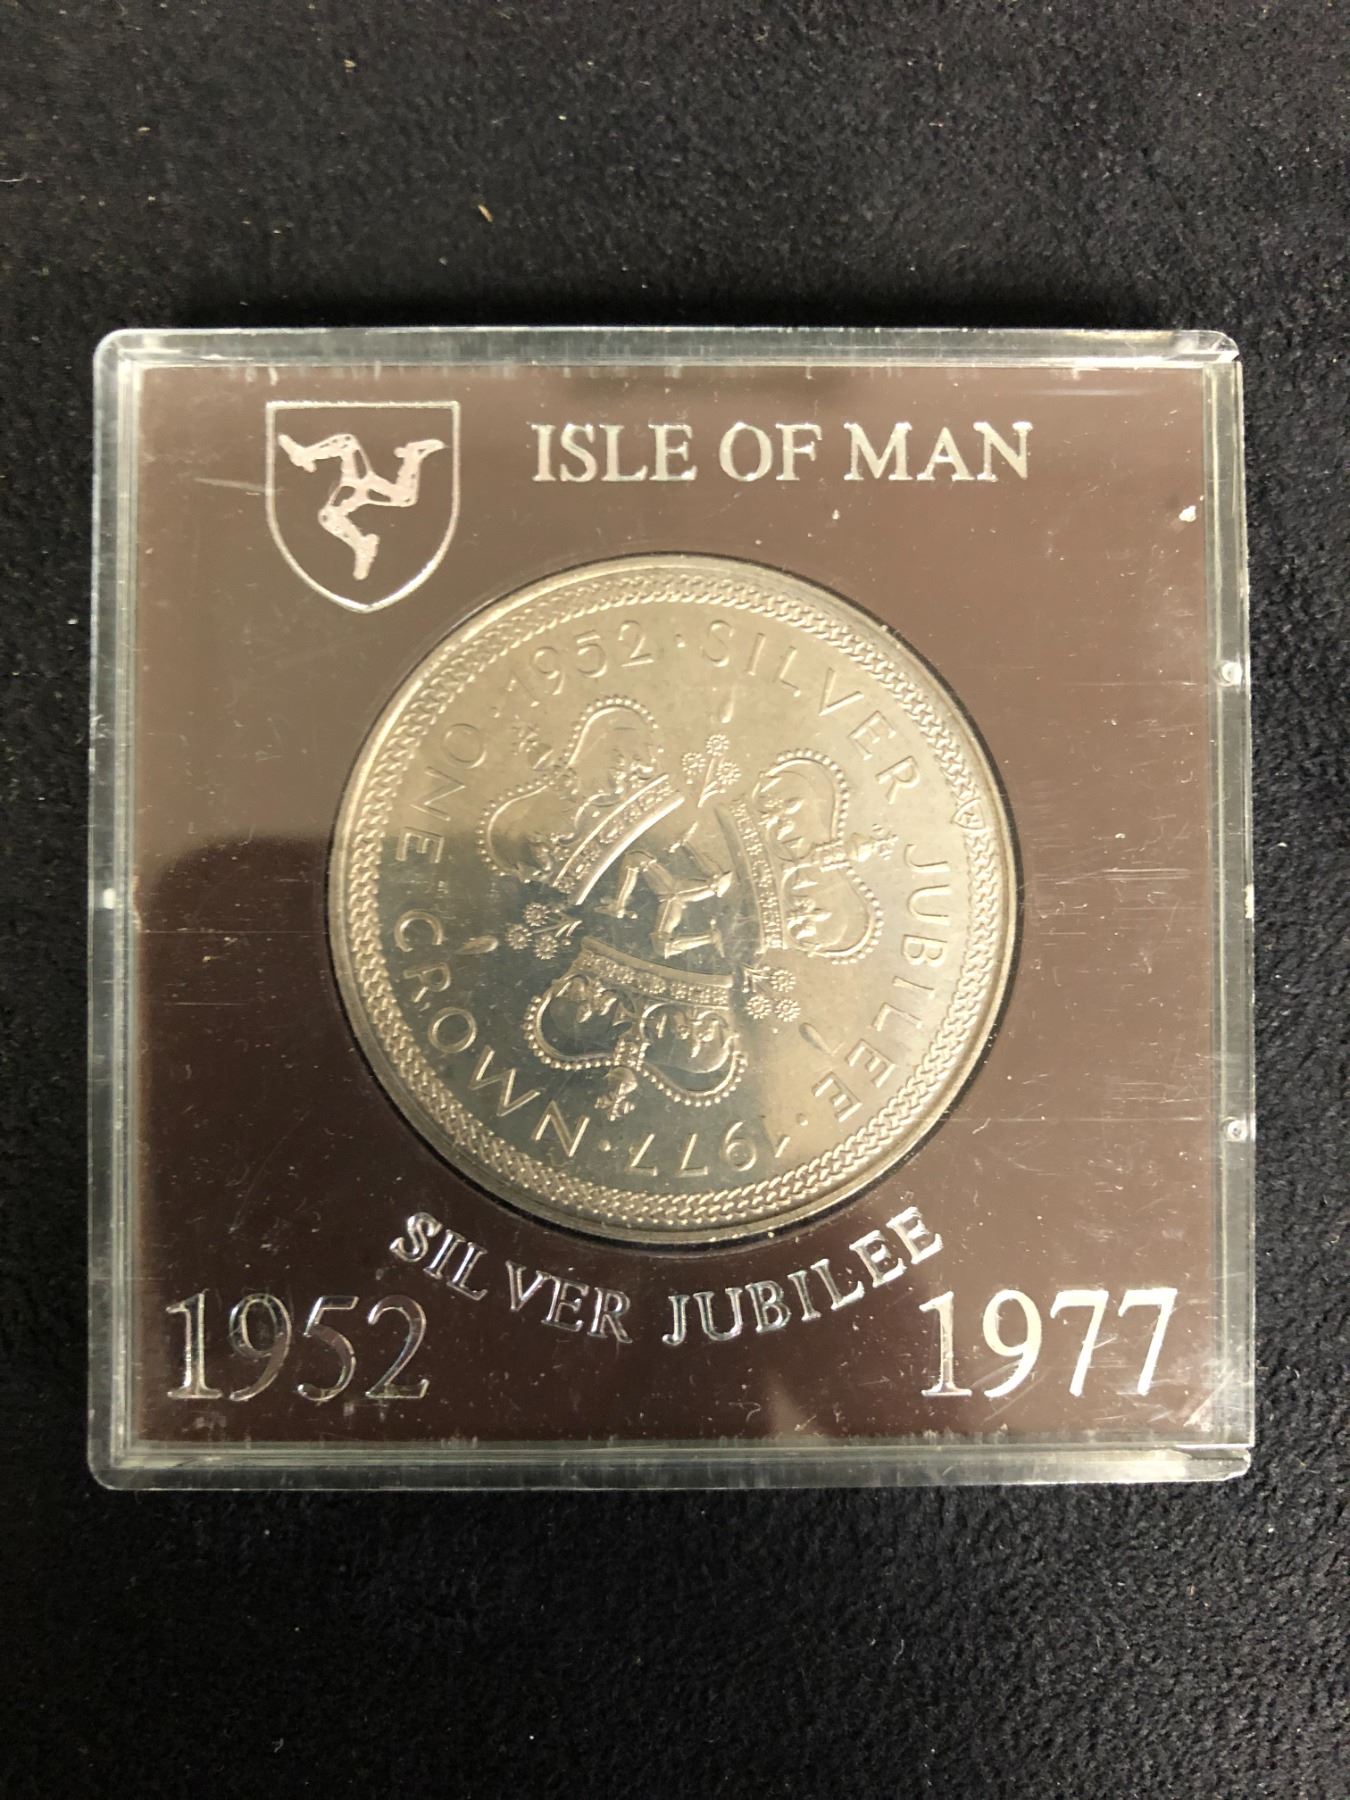 ISLE OF MAN
ONE CROWN · 1977 ·
· 1952 · SILVER JUBILEE
SILVER JUBILEE
1952 1977